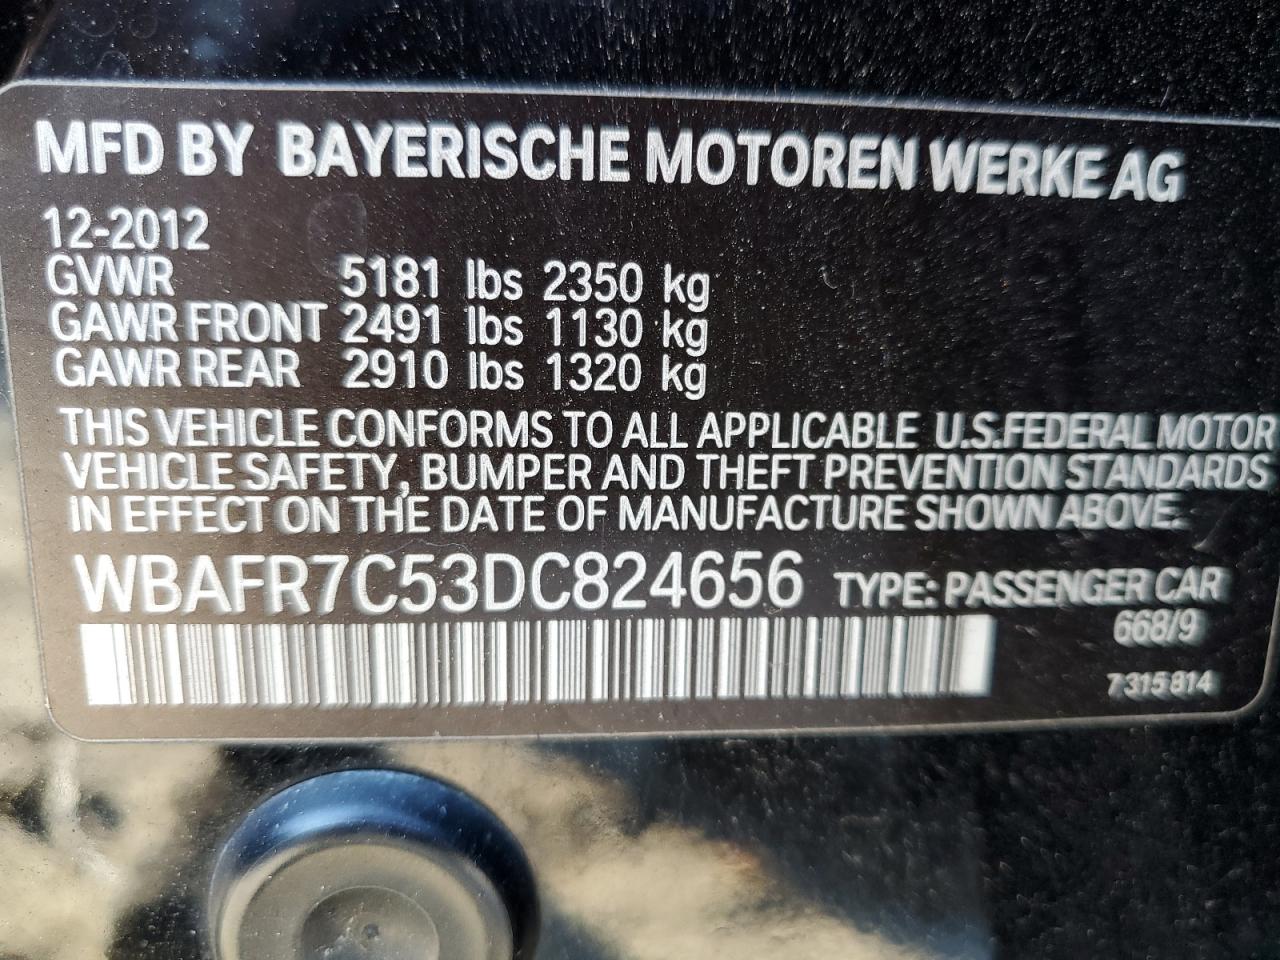 MFD BY BAYERISCHE MOTOREN WERKE AG
12-2012
GVWR 5181 lbs 2350 kg
GAWR FRONT 2491 lbs 1130 kg
GAWR REAR 2910 lbs 1320 kg
THIS VEHICLE CONFORMS TO ALL APPLICABLE U.S.FEDERAL MOTOR
VEHICLE SAFETY, BUMPER AND THEFT PREVENTION STANDARDS
IN EFFECT ON THE DATE OF MANUFACTURE SHOWN ABOVE.
WBAFR7C53DC824656 TYPE: PASSENGER CAR
668/9
7315814